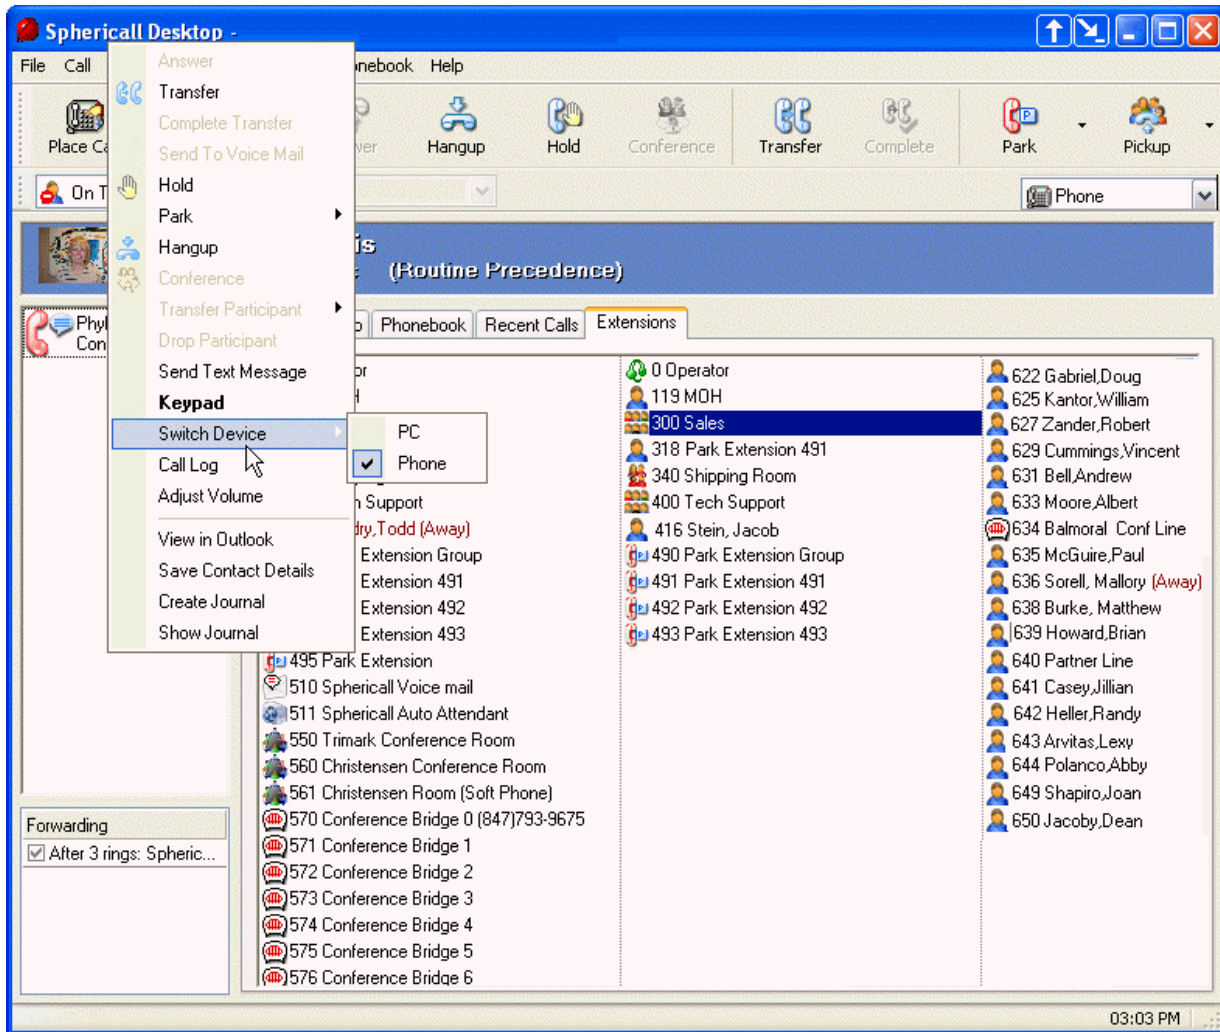 Sphericall Desktop -
File Call nebook Help
Place Ca Hangup Hold Conference Transfer Complete Park Pickup
On T Phone
is
(Routine Precedence)
Phyl
Con
Phonebook Recent Calls Extensions
Answer
Transfer
Complete Transfer
Send To Voice Mail
Hold
Park
Hangup
Conference
Transfer Participant
Drop Participant
Send Text Message
Keypad
Switch Device
Call Log
Adjust Volume
View in Outlook
Save Contact Details
Create Journal
Show Journal
PC
Phone
Support
ry,Todd (Away)
Extension Group
Extension 491
Extension 492
Extension 493
495 Park Extension
510 Sphericall Voice mail
511 Sphericall Auto Attendant
550 Trimark Conference Room
560 Christensen Conference Room
561 Christensen Room (Soft Phone)
570 Conference Bridge 0 (847)793-9675
571 Conference Bridge 1
572 Conference Bridge 2
573 Conference Bridge 3
574 Conference Bridge 4
575 Conference Bridge 5
576 Conference Bridge 6
0 Operator
119 MOH
300 Sales
318 Park Extension 491
340 Shipping Room
400 Tech Support
416 Stein, Jacob
490 Park Extension Group
491 Park Extension 491
492 Park Extension 492
493 Park Extension 493
622 Gabriel,Doug
625 Kantor,William
627 Zander,Robert
629 Cummings,Vincent
631 Bell,Andrew
633 Moore,Albert
634 Balmoral Conf Line
635 McGuire,Paul
636 Sorell, Mallory (Away)
638 Burke, Matthew
639 Howard,Brian
640 Partner Line
641 Casey,Jillian
642 Heller,Randy
643 Arvitas,Lexy
644 Polanco,Abby
649 Shapiro,Joan
650 Jacoby,Dean
Forwarding
After 3 rings: Spheric...
03:03 PM